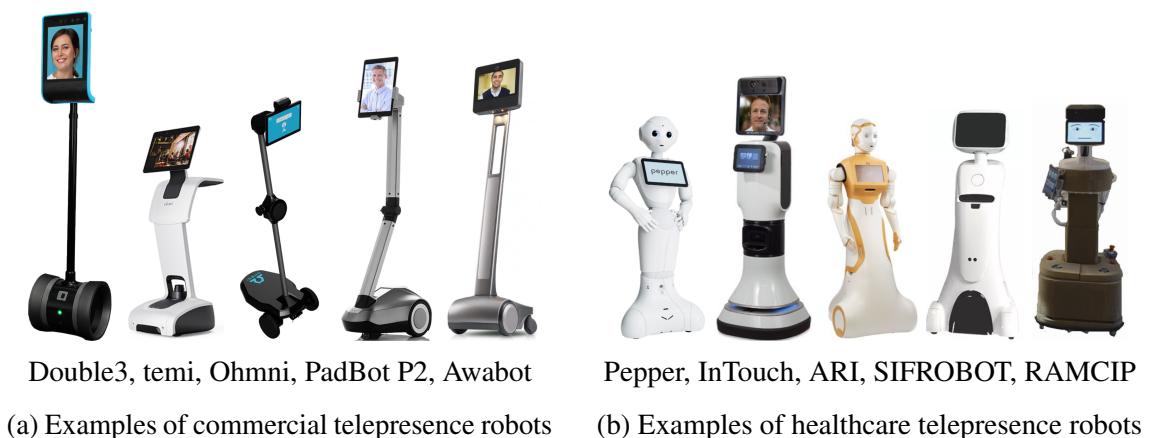 pepper
Double3, temi, Ohmni, PadBot P2, Awabot
Pepper, InTouch, ARI, SIFROBOT, RAMCIP
(a) Examples of commercial telepresence robots
(b) Examples of healthcare telepresence robots